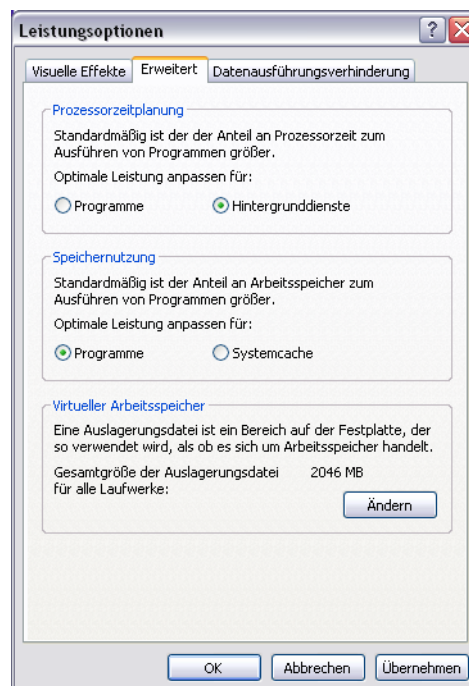 Leistungsoptionen
Visuelle Effekte Erweitert Datenausführungsverhinderung
Prozessorzeitplanung
Standardmäßig ist der der Anteil an Prozessorzeit zum
Ausführen von Programmen größer.
Optimale Leistung anpassen für:
Programme Hintergrunddienste
Speichernutzung
Standardmäßig ist der Anteil an Arbeitsspeicher zum
Ausführen von Programmen größer.
Optimale Leistung anpassen für:
Programme Systemcache
Virtueller Arbeitsspeicher
Eine Auslagerungsdatei ist ein Bereich auf der Festplatte, der
so verwendet wird, als ob es sich um Arbeitsspeicher handelt.
Gesamtgröße der Auslagerungsdatei 2046 MB
für alle Laufwerke:
Ändern
OK Abbrechen Übernehmen